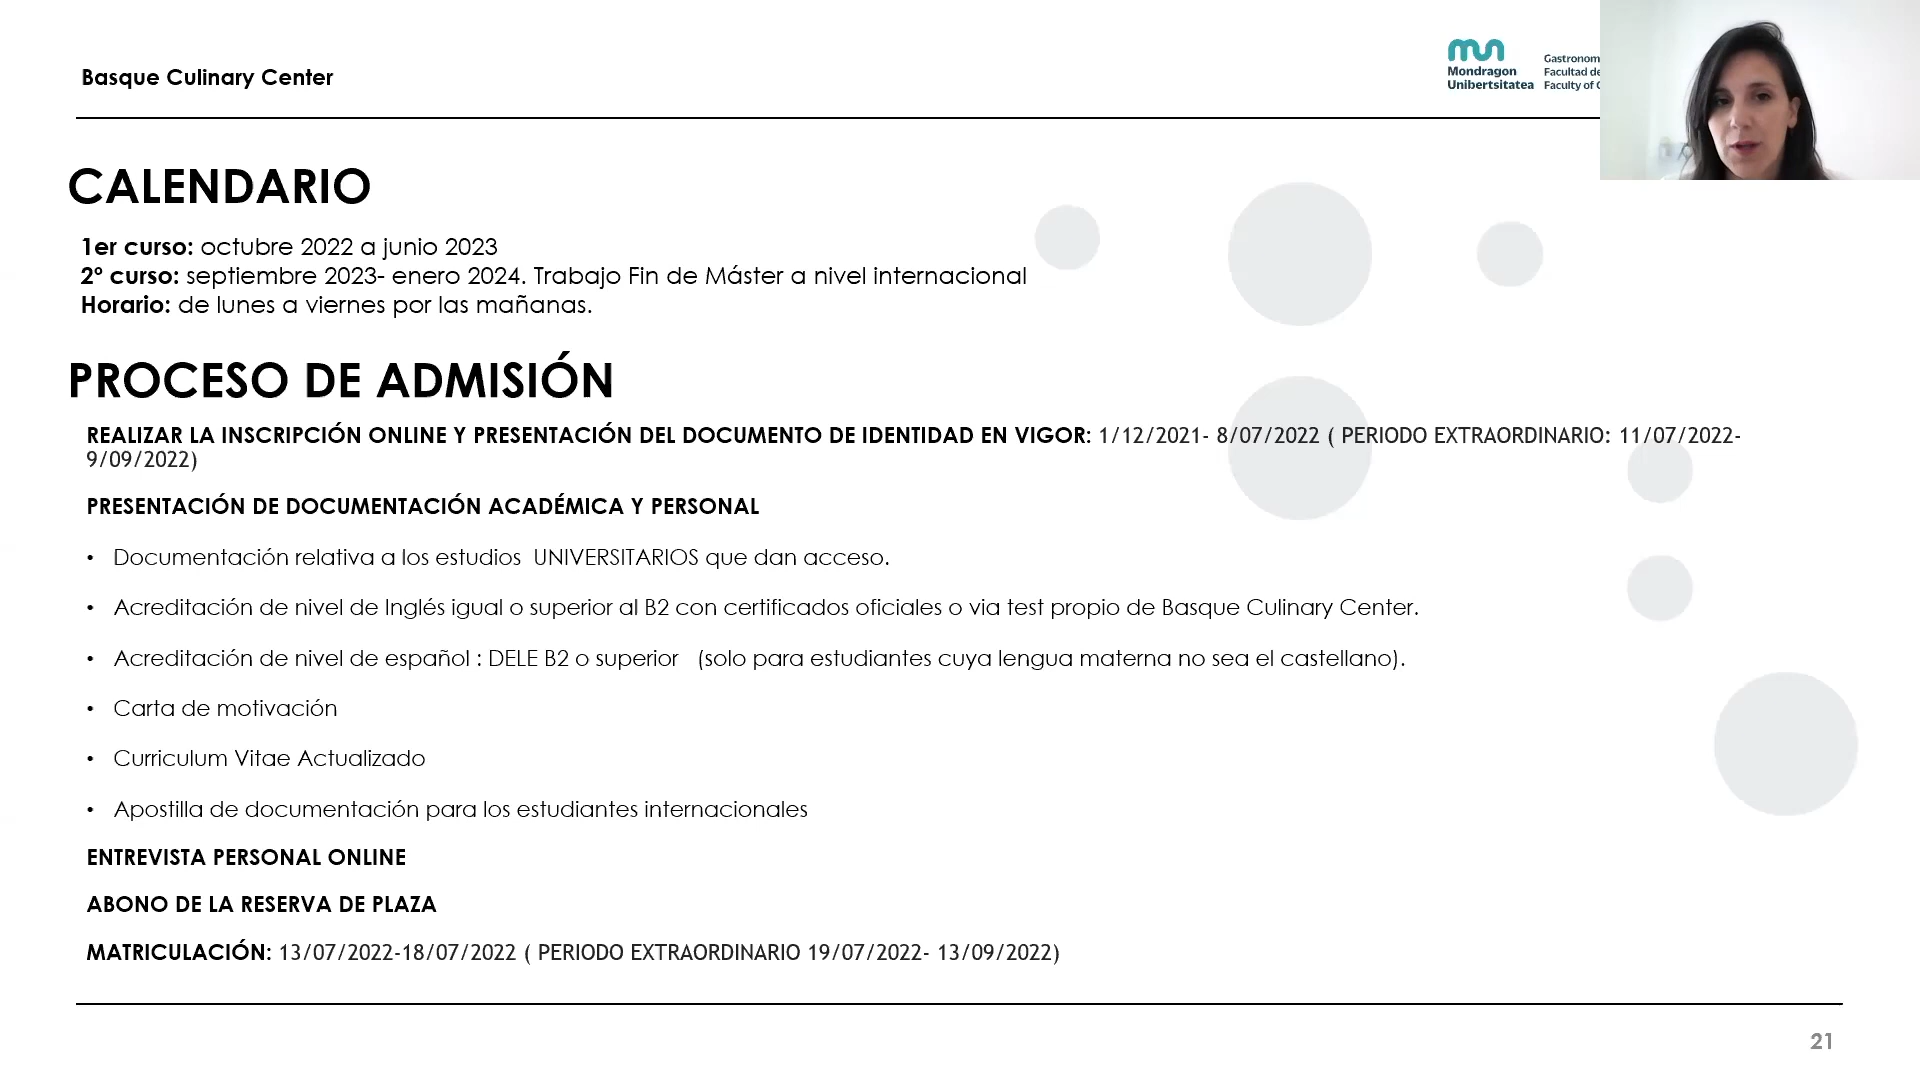 Basque Culinary Center
Mondragon
Unibertsitatea
Facultad de
Faculty of
CALENDARIO
1er curso: octubre 2022 a junio 2023
2º curso: septiembre 2023- enero 2024. Trabajo Fin de Máster a nivel internacional
Horario: de lunes a viernes por las mañanas.
PROCESO DE ADMISIÓN
REALIZAR LA INSCRIPCIÓN ONLINE Y PRESENTACIÓN DEL DOCUMENTO DE IDENTIDAD EN VIGOR: 1/12/2021- 8/07/2022 ( PERIODO EXTRAORDINARIO: 11/07/2022-
9/09/2022)
PRESENTACIÓN DE DOCUMENTACIÓN ACADÉMICA Y PERSONAL
• Documentación relativa a los estudios UNIVERSITARIOS que dan acceso.
• Acreditación de nivel de Inglés igual o superior al B2 con certificados oficiales o via test propio de Basque Culinary Center.
• Acreditación de nivel de español : DELE B2 o superior (solo para estudiantes cuya lengua materna no sea el castellano).
• Carta de motivación
• Curriculum Vitae Actualizado
• Apostilla de documentación para los estudiantes internacionales
ENTREVISTA PERSONAL ONLINE
ABONO DE LA RESERVA DE PLAZA
MATRICULACIÓN: 13/07/2022-18/07/2022 ( PERIODO EXTRAORDINARIO 19/07/2022- 13/09/2022)
21